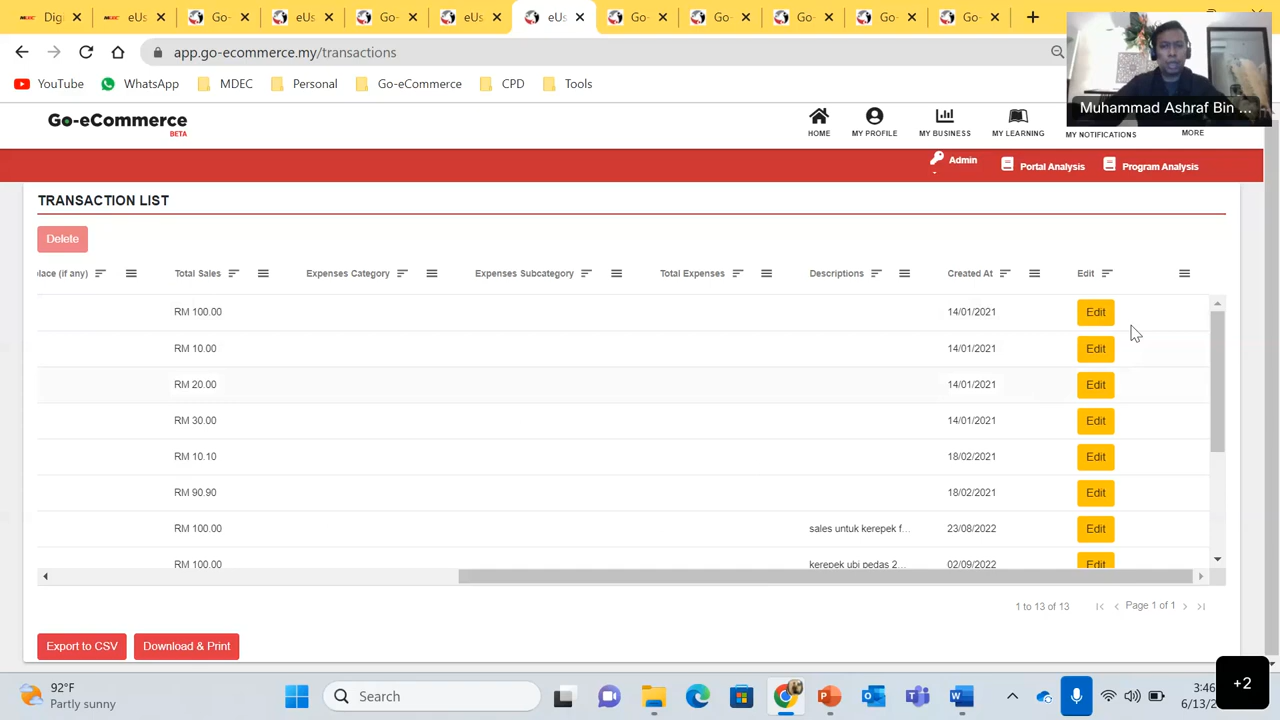 Digi
eUs
eUs
eUs
Go-
Go-
Go-
Go-
Go-
app.go-ecommerce.my/transactions
YouTube WhatsApp MDEC Personal Go-eCommerce CPD Tools
Muhammad Ashraf Bin ...
Go-eCommerce
BETA
HOME MY PROFILE MY BUSINESS MY LEARNING MY NOTIFICATIONS MORE
Admin Portal Analysis Program Analysis
TRANSACTION LIST
Delete
lace (if any) Total Sales Expenses Category Expenses Subcategory Total Expenses Descriptions Created At Edit
RM 100.00 14/01/2021 Edit
RM 10.00 14/01/2021 Edit
RM 20.00 14/01/2021 Edit
RM 30.00 14/01/2021 Edit
RM 10.10 18/02/2021 Edit
RM 90.90 18/02/2021 Edit
RM 100.00 sales untuk kerepek f... 23/08/2022 Edit
RM 100.00 kerepek ubi pedas 2... 02/09/2022 Edit
1 to 13 of 13 Page 1 of 1
Export to CSV Download & Print
92°F
Partly sunny
Search
3:46
6/13/2
+2